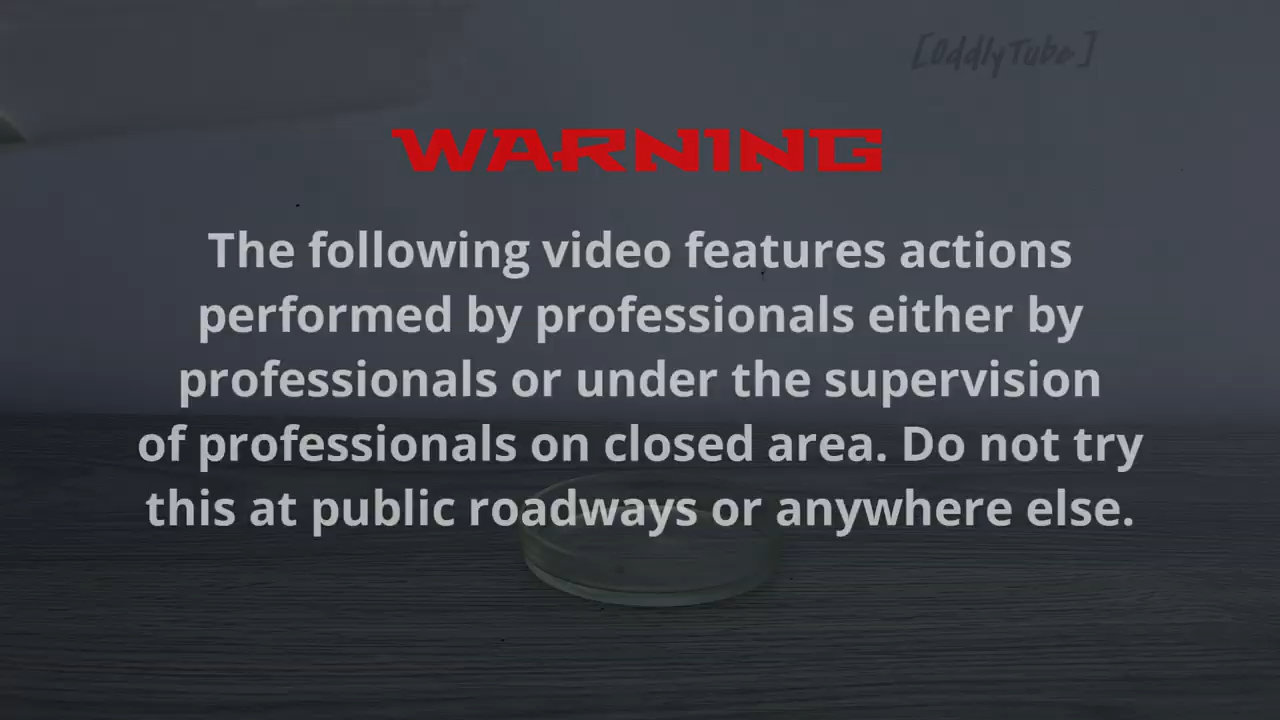 [OddlyTube]
WARNING
The following video features actions
performed by professionals either by
professionals or under the supervision
of professionals on closed area. Do not try
this at public roadways or anywhere else.